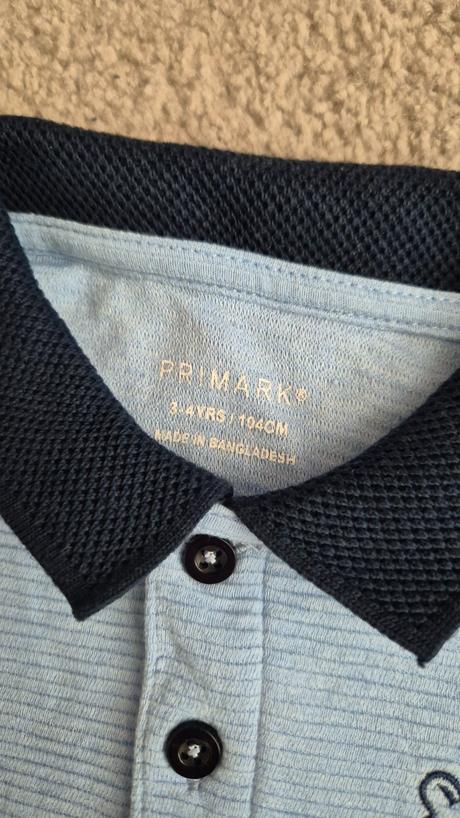 PRIMARK®
3-4YRS / 104CM
MADE IN BANGLADESH